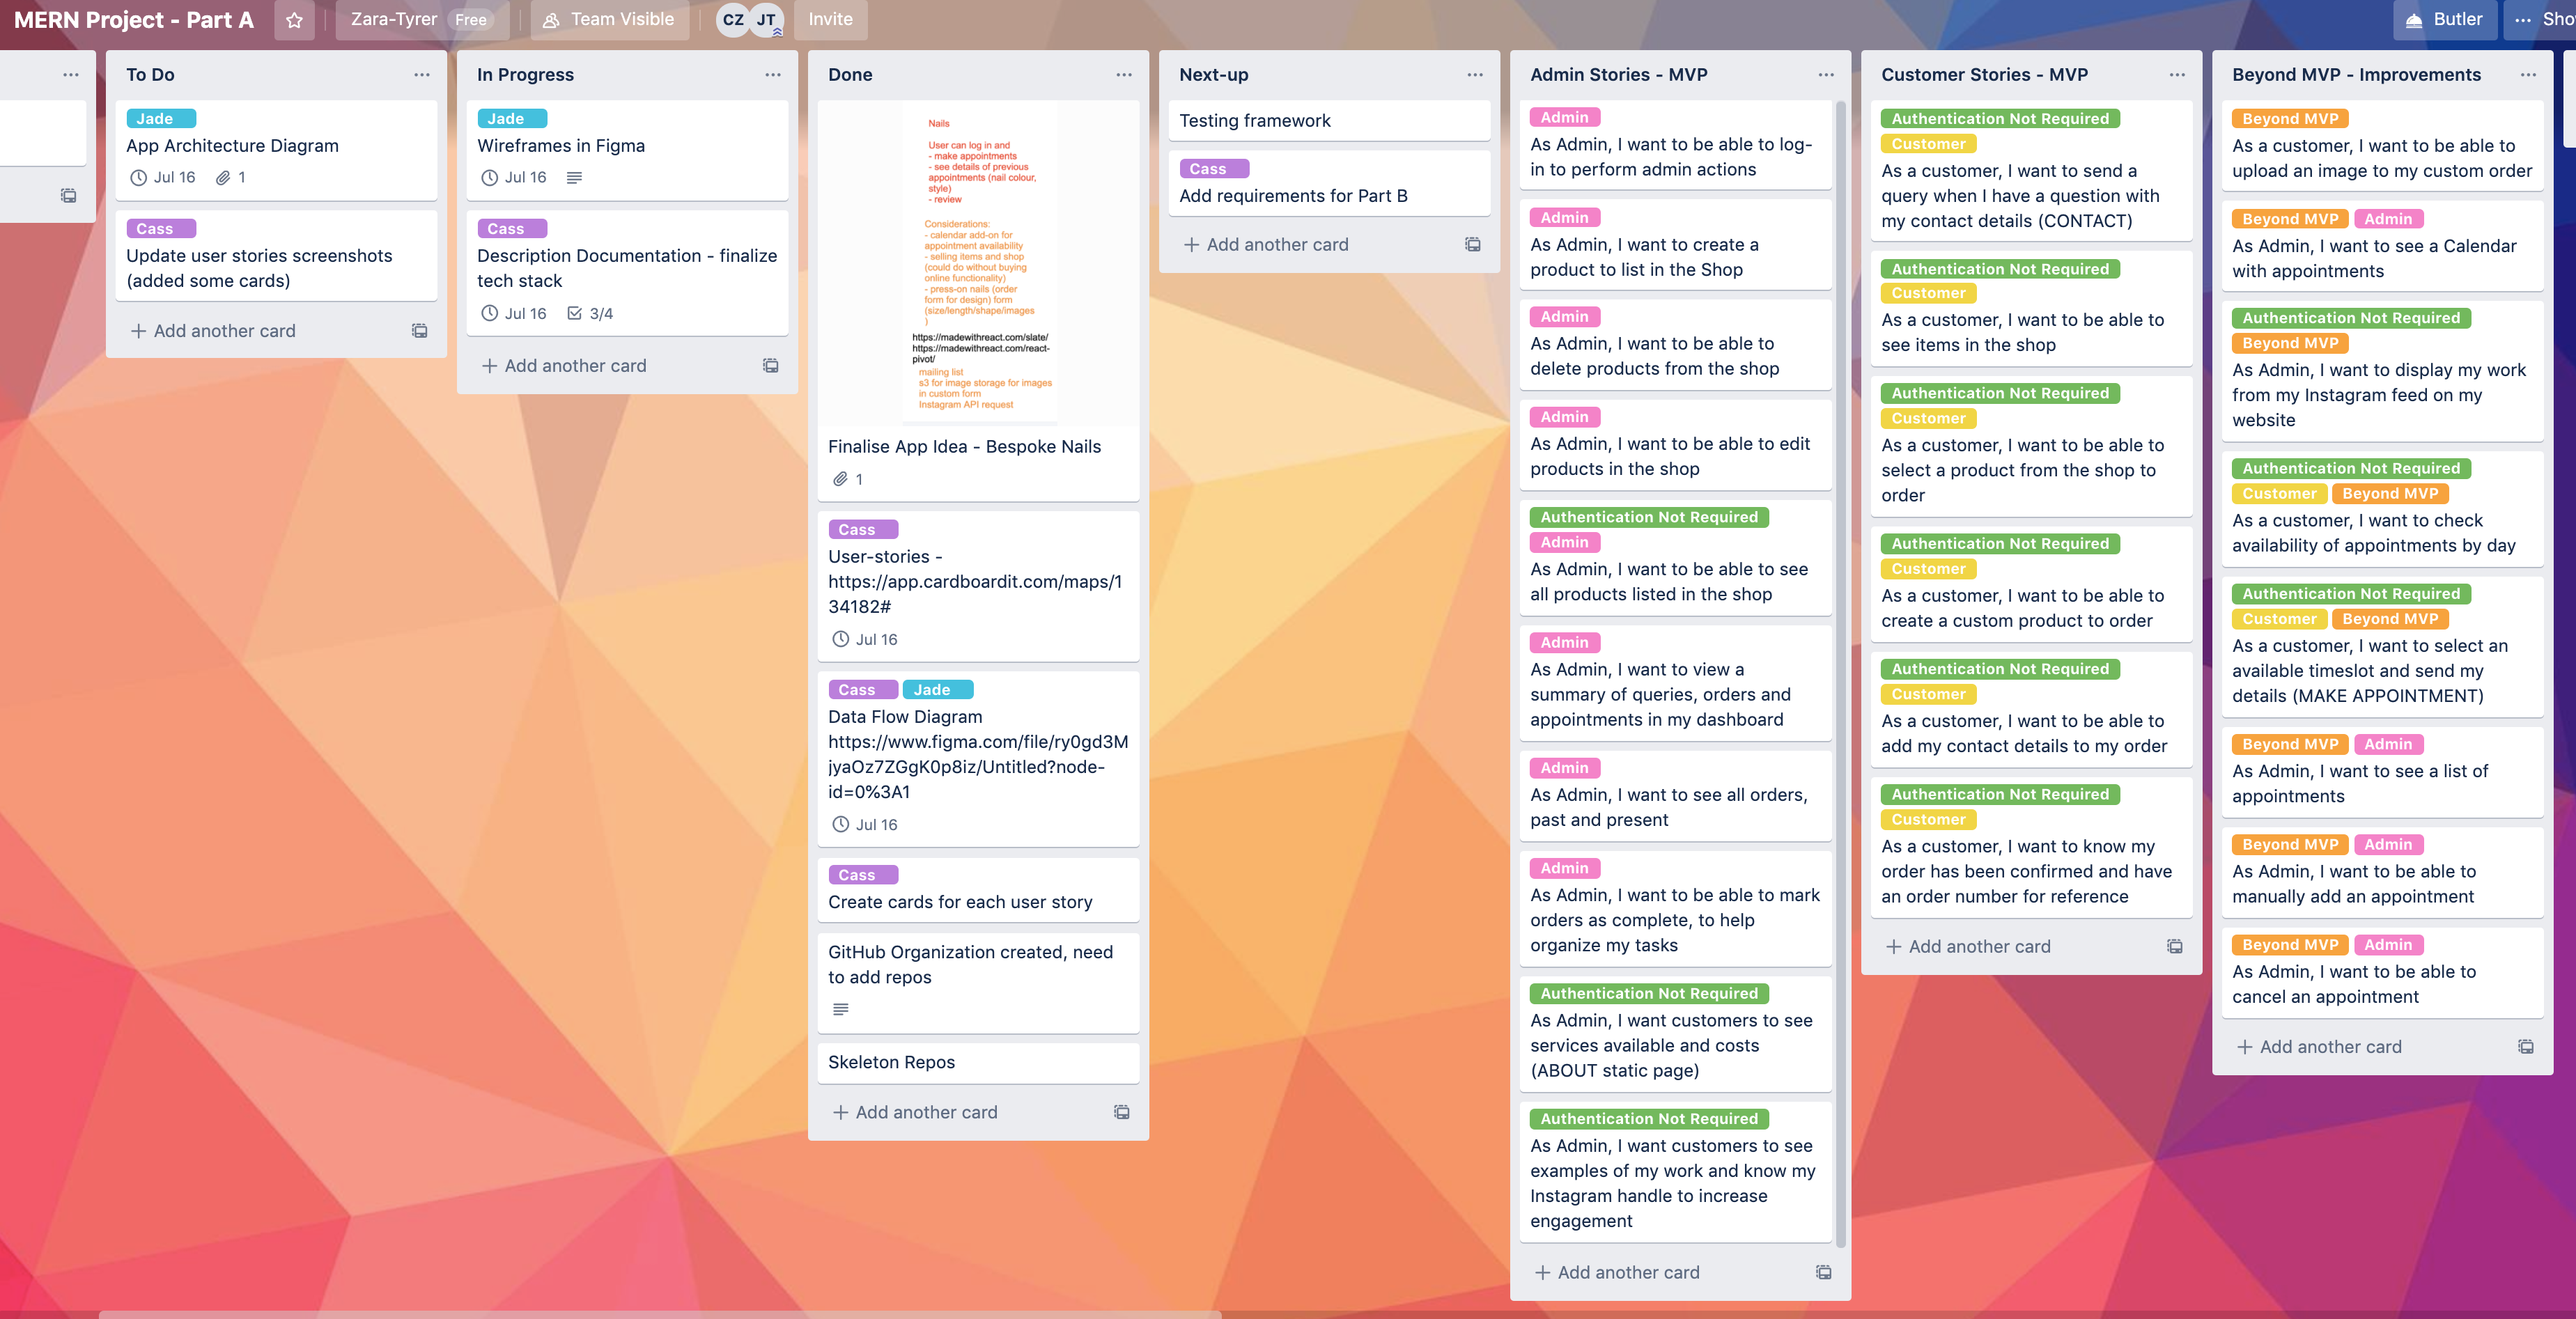 MERN Project - Part A
Zara-Tyrer Free
Team Visible
CZ JT
Invite
Butler
Sho
To Do
Jade
App Architecture Diagram
Jul 16 1
Cass
Update user stories screenshots
(added some cards)
+ Add another card
In Progress
Jade
Wireframes in Figma
Jul 16
Cass
Description Documentation - finalize
tech stack
Jul 16 3/4
+ Add another card
Done
Nails
User can log in and
- make appointments
- see details of previous
appointments (nail colour,
style)
- review
Considerations:
- calendar add-on for
appointment availability
- selling items and shop
(could do without buying
online functionality)
- press-on nails (order
form for design) form
(size/length/shape/images
)
https://madewithreact.com/slate/
https://madewithreact.com/react-
pivot/
mailing list
s3 for image storage for images
in custom form
Instagram API request
Finalise App Idea - Bespoke Nails
1
Cass
User-stories -
https://app.cardboardit.com/maps/1
34182#
Jul 16
Cass Jade
Data Flow Diagram
https://www.figma.com/file/ry0gd3M
jyaOz7ZGgK0p8iz/Untitled?node-
id=0%3A1
Jul 16
Cass
Create cards for each user story
GitHub Organization created, need
to add repos
Skeleton Repos
+ Add another card
Next-up
Testing framework
Cass
Add requirements for Part B
+ Add another card
Admin Stories - MVP
Admin
As Admin, I want to be able to log-
in to perform admin actions
Admin
As Admin, I want to create a
product to list in the Shop
Admin
As Admin, I want to be able to
delete products from the shop
Admin
As Admin, I want to be able to edit
products in the shop
Authentication Not Required
Admin
As Admin, I want to be able to see
all products listed in the shop
Admin
As Admin, I want to view a
summary of queries, orders and
appointments in my dashboard
Admin
As Admin, I want to see all orders,
past and present
Admin
As Admin, I want to be able to mark
orders as complete, to help
organize my tasks
Authentication Not Required
As Admin, I want customers to see
services available and costs
(ABOUT static page)
Authentication Not Required
As Admin, I want customers to see
examples of my work and know my
Instagram handle to increase
engagement
+ Add another card
Customer Stories - MVP
Authentication Not Required
Customer
As a customer, I want to send a
query when I have a question with
my contact details (CONTACT)
Authentication Not Required
Customer
As a customer, I want to be able to
see items in the shop
Authentication Not Required
Customer
As a customer, I want to be able to
select a product from the shop to
order
Authentication Not Required
Customer
As a customer, I want to be able to
create a custom product to order
Authentication Not Required
Customer
As a customer, I want to be able to
add my contact details to my order
Authentication Not Required
Customer
As a customer, I want to know my
order has been confirmed and have
an order number for reference
+ Add another card
Beyond MVP - Improvements
Beyond MVP
As a customer, I want to be able to
upload an image to my custom order
Beyond MVP Admin
As Admin, I want to see a Calendar
with appointments
Authentication Not Required
Beyond MVP
As Admin, I want to display my work
from my Instagram feed on my
website
Authentication Not Required
Customer Beyond MVP
As a customer, I want to check
availability of appointments by day
Authentication Not Required
Customer Beyond MVP
As a customer, I want to select an
available timeslot and send my
details (MAKE APPOINTMENT)
Beyond MVP Admin
As Admin, I want to see a list of
appointments
Beyond MVP Admin
As Admin, I want to be able to
manually add an appointment
Beyond MVP Admin
As Admin, I want to be able to
cancel an appointment
+ Add another card